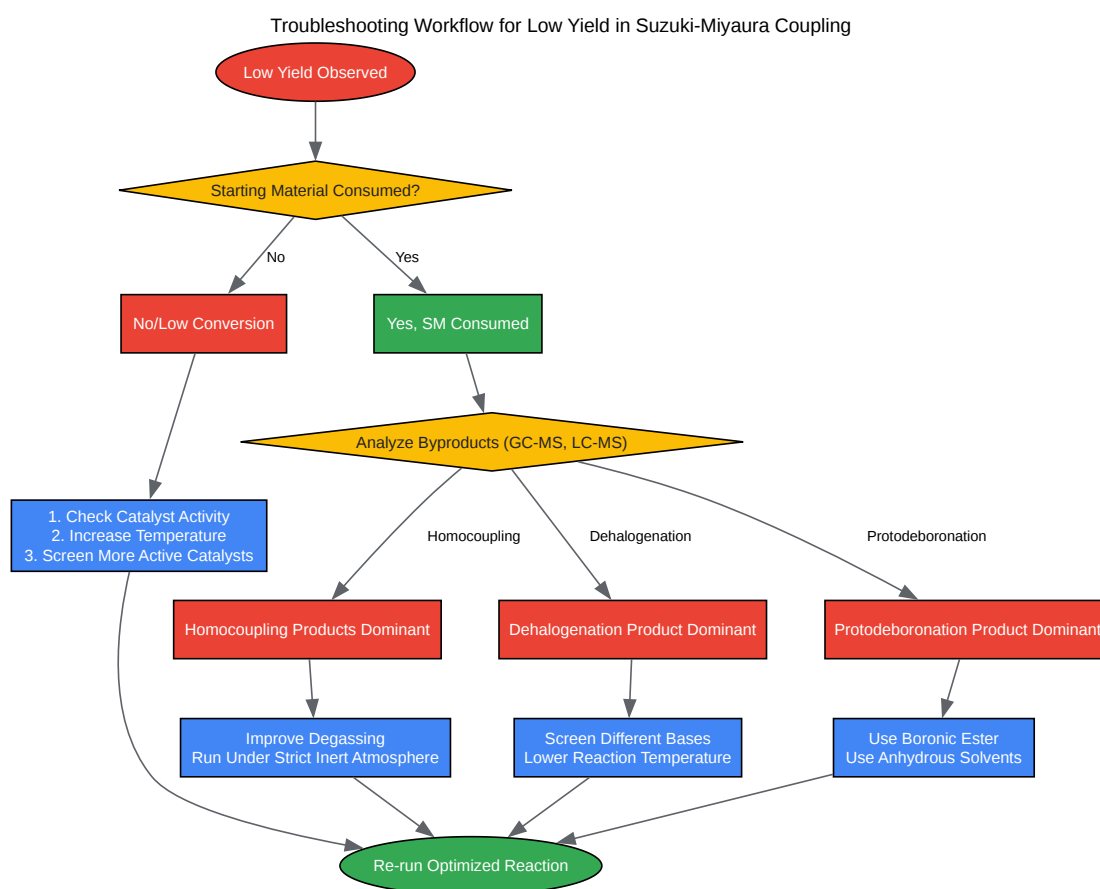 Troubleshooting Workflow for Low Yield in Suzuki-Miyaura Coupling
Low Yield Observed
Starting Material Consumed?
No
Yes
No/Low Conversion
Yes, SM Consumed
Analyze Byproducts (GC-MS, LC-MS)
1. Check Catalyst Activity
2. Increase Temperature
3. Screen More Active Catalysts
Homocoupling
Dehalogenation
Protodeboronation
Homocoupling Products Dominant
Dehalogenation Product Dominant
Protodeboronation Product Dominant
Improve Degassing
Run Under Strict Inert Atmosphere
Screen Different Bases
Lower Reaction Temperature
Use Boronic Ester
Use Anhydrous Solvents
Re-run Optimized Reaction